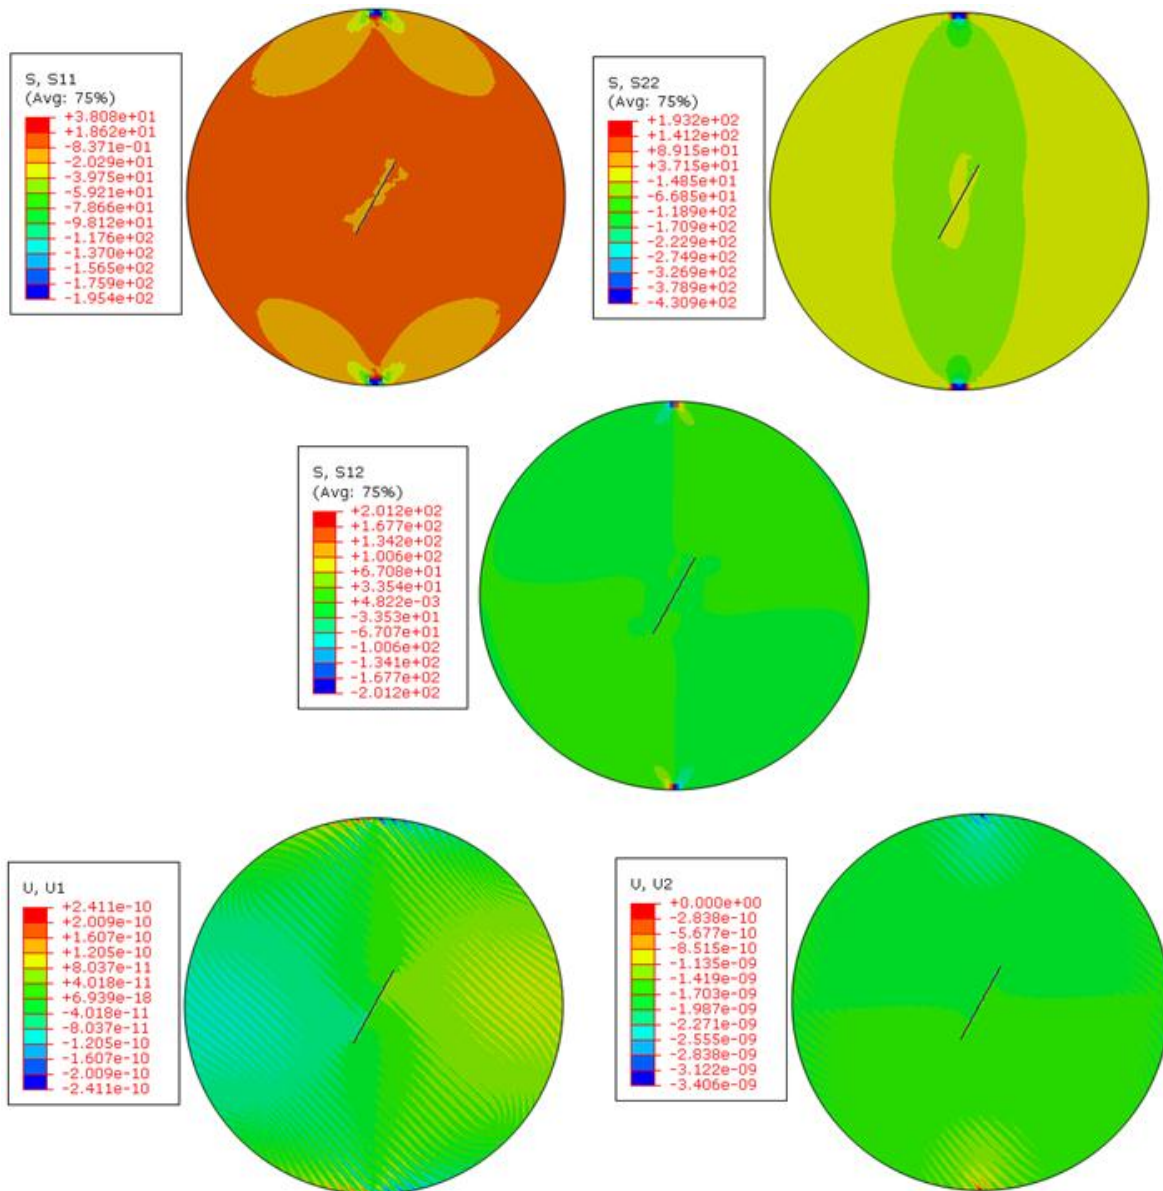 S, S11
(Avg: 75%)
+3.808e+01
+1.862e+01
-8.371e-01
-2.029e+01
-3.975e+01
-5.921e+01
-7.866e+01
-9.812e+01
-1.176e+02
-1.370e+02
-1.565e+02
-1.759e+02
-1.954e+02
S, S22
(Avg: 75%)
+1.932e+02
+1.412e+02
+8.915e+01
+3.715e+01
-1.485e+01
-6.685e+01
-1.189e+02
-1.709e+02
-2.229e+02
-2.749e+02
-3.269e+02
-3.789e+02
-4.309e+02
S, S12
(Avg: 75%)
+2.012e+02
+1.677e+02
+1.342e+02
+1.006e+02
+6.708e+01
+3.354e+01
+4.822e-03
-3.353e+01
-6.707e+01
-1.006e+02
-1.341e+02
-1.677e+02
-2.012e+02
U, U1
+2.411e-10
+2.009e-10
+1.607e-10
+1.205e-10
+8.037e-11
+4.018e-11
+6.939e-18
-4.018e-11
-8.037e-11
-1.205e-10
-1.607e-10
-2.009e-10
-2.411e-10
U, U2
+0.000e+00
-2.838e-10
-5.677e-10
-8.515e-10
-1.135e-09
-1.419e-09
-1.703e-09
-1.987e-09
-2.271e-09
-2.555e-09
-2.838e-09
-3.122e-09
-3.406e-09